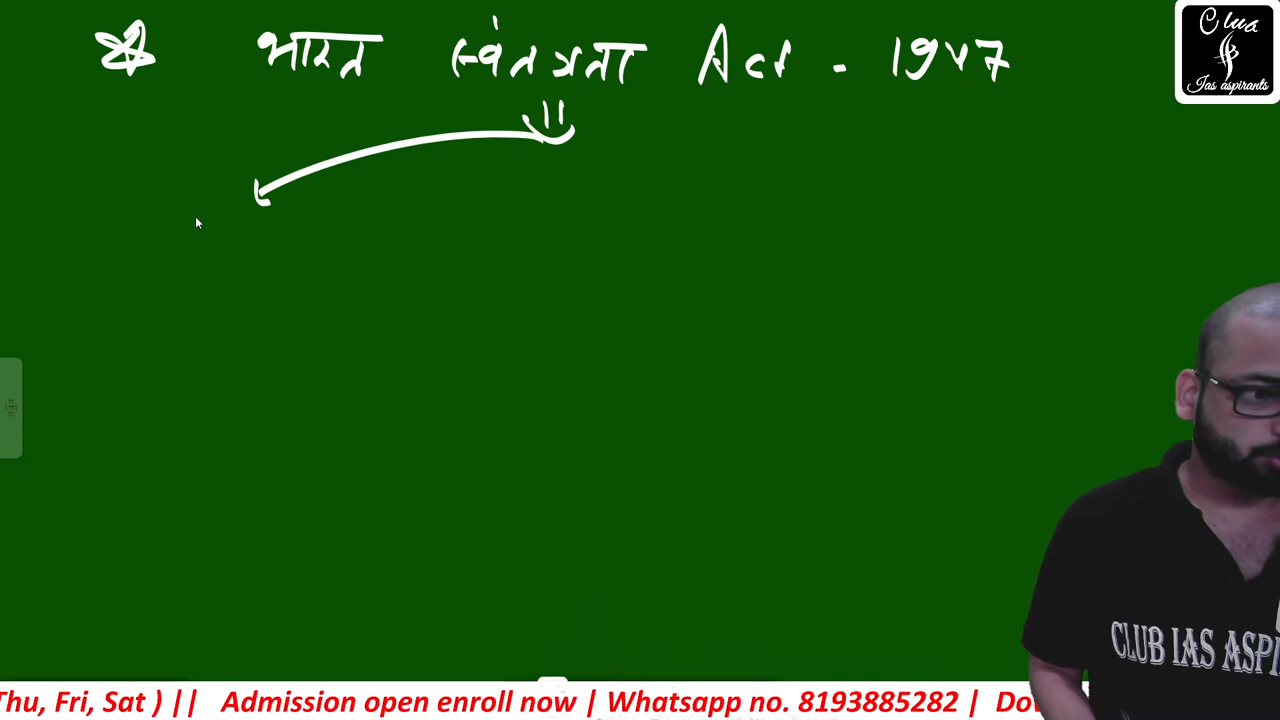 भारत स्वंतत्रता Act - 1947
Club
Ias aspirants
CLUB IAS ASPI
Thu, Fri, Sat ) || Admission open enroll now | Whatsapp no. 8193885282 | Do